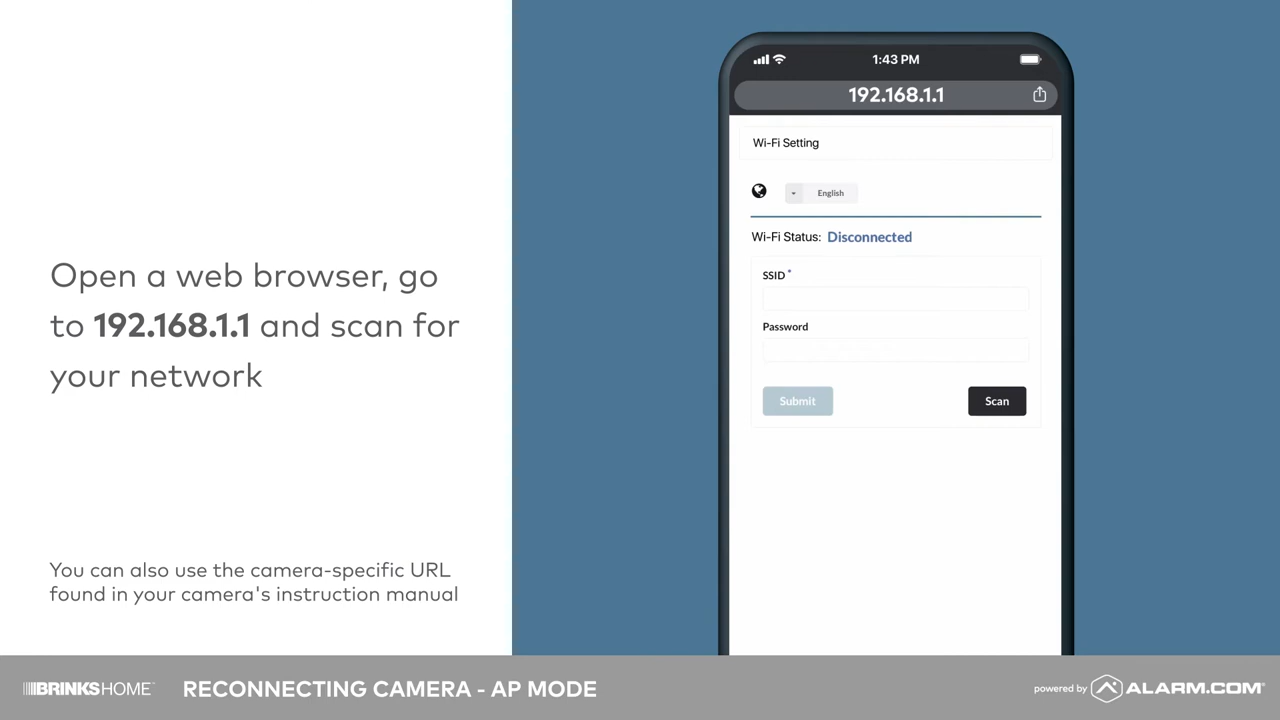 Open a web browser, go
to 192.168.1.1 and scan for
your network
You can also use the camera-specific URL
found in your camera's instruction manual
1:43 PM
192.168.1.1
Wi-Fi Setting
English
Wi-Fi Status: Disconnected
SSID *
Password
Submit Scan
BRINKS HOME™ RECONNECTING CAMERA - AP MODE powered by ALARM.COM®